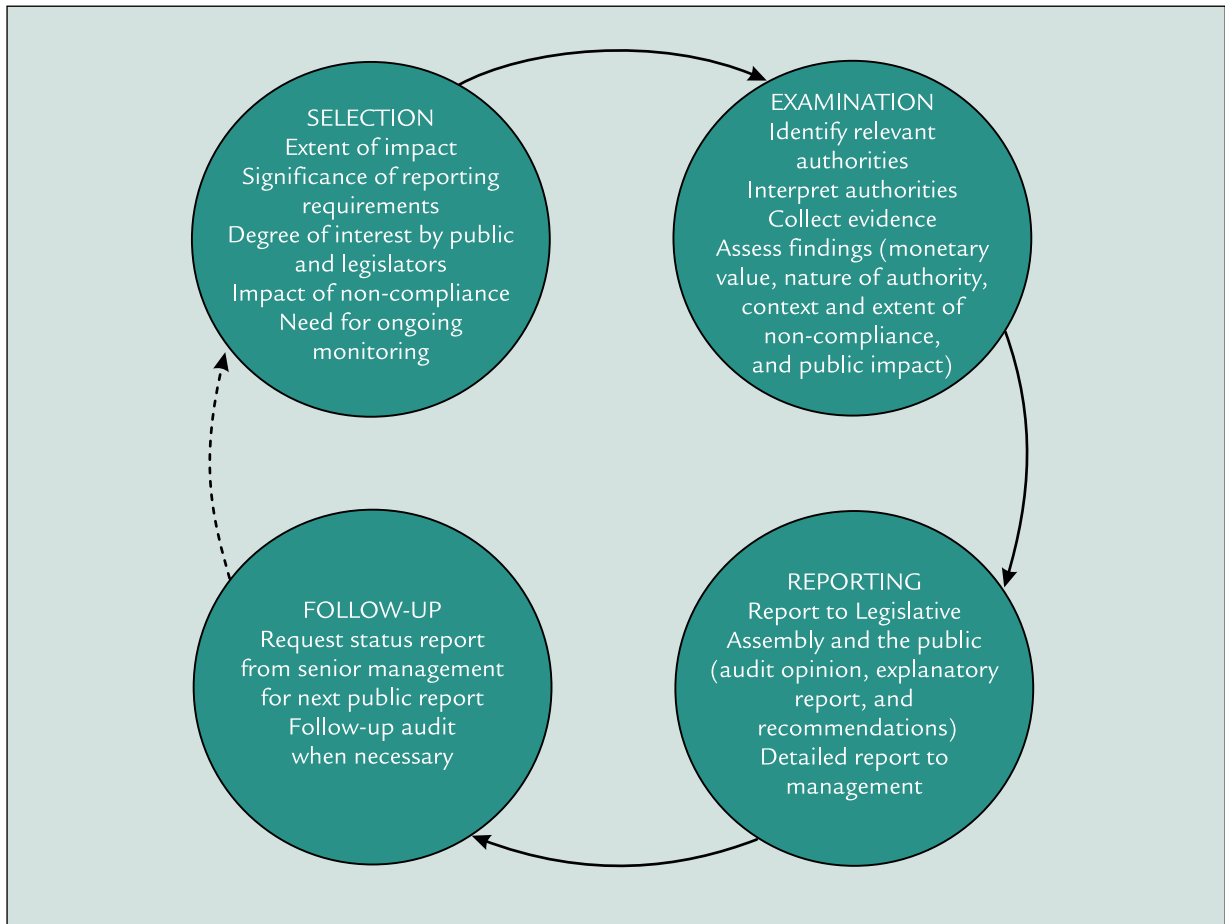 SELECTION
Extent of impact
Significance of reporting
requirements
Degree of interest by public
and legislators
Impact of non-compliance
Need for ongoing
monitoring
EXAMINATION
Identify relevant
authorities
Interpret authorities
Collect evidence
Assess findings (monetary
value, nature of authority,
context and extent of
non-compliance,
and public impact)
REPORTING
Report to Legislative
Assembly and the public
(audit opinion, explanatory
report, and
recommendations)
Detailed report to
management
FOLLOW-UP
Request status report
from senior management
for next public report
Follow-up audit
when necessary